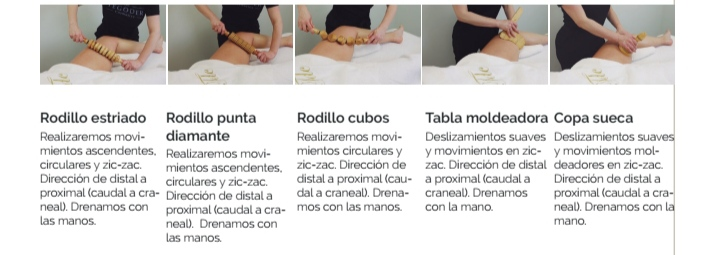 Rodillo estriado
Realizaremos movi-
mientos ascendentes,
circulares y zic-zac.
Dirección de distal a
proximal (caudal a cra-
neal). Drenamos con
las manos.
Rodillo punta
diamante
Realizaremos movi-
mientos ascendentes,
circulares y zic-zac.
Dirección de distal a
proximal (caudal a cra-
neal). Drenamos con
las manos.
Rodillo cubos
Realizaremos movi-
mientos circulares y
zic-zac. Dirección de
distal a proximal (cau-
dal a craneal). Drena-
mos con las manos.
Tabla moldeadora
Deslizamientos suaves
y movimientos en zic-
zac. Dirección de distal
a proximal (caudal a
craneal). Drenamos
con la mano.
Copa sueca
Deslizamientos suaves
y movimientos mol-
deadores en zic-zac.
Dirección de distal a
proximal (caudal a cra-
neal). Drenamos con la
mano.